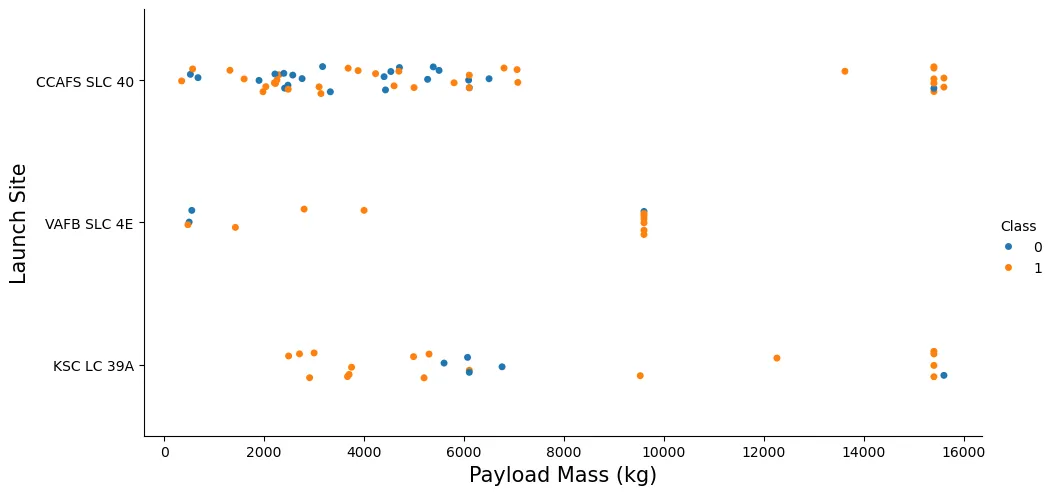 Launch Site
CCAFS SLC 40
VAFB SLC 4E
KSC LC 39A
0 2000 4000 6000 8000 10000 12000 14000 16000
Payload Mass (kg)
Class
0
1